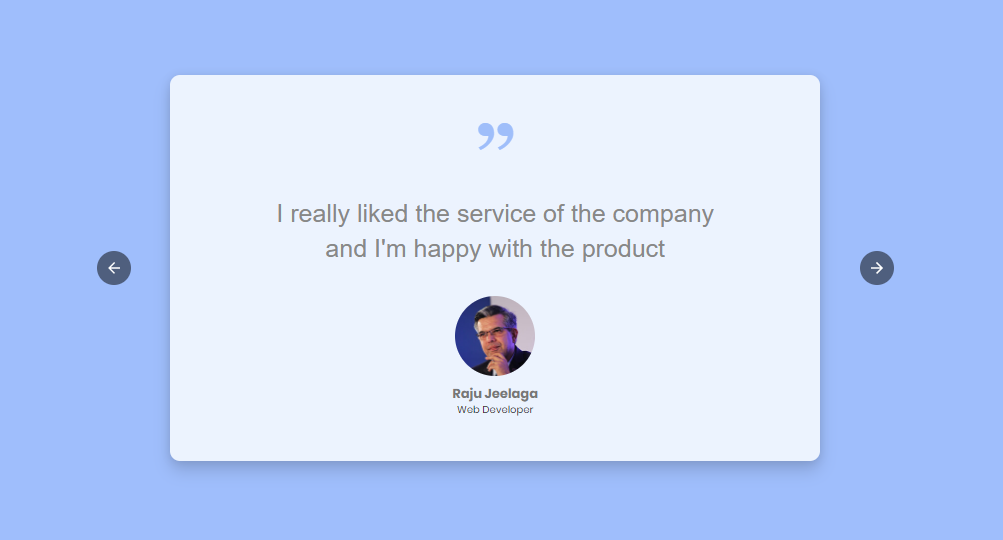 ”
I really liked the service of the company
and I'm happy with the product
Raju Jeelaga
Web Developer